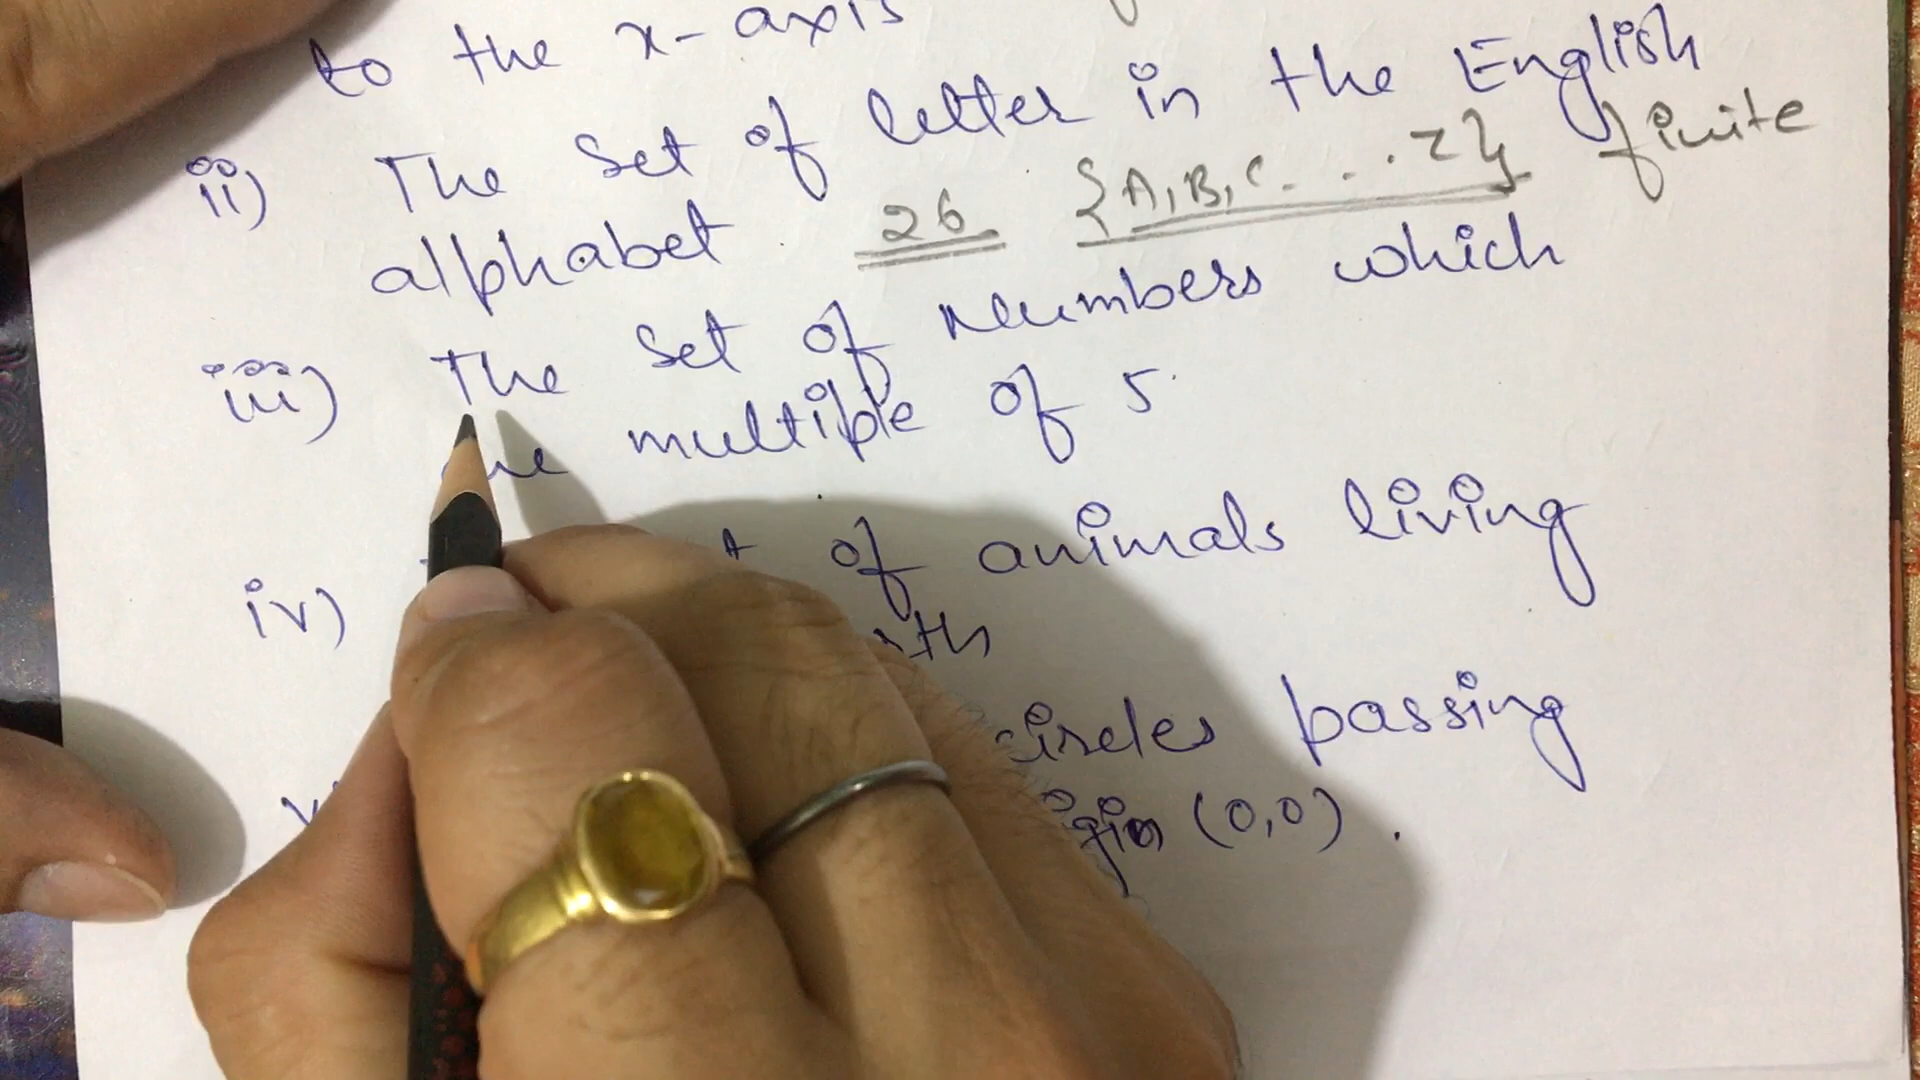 to the x-axis
ii) The set of letter in the English
alphabet 26 {A,B,C. . . . Z} finite
iii) The set of numbers which
multiple of 5
iv) of animals living
circles passing
(0,0).